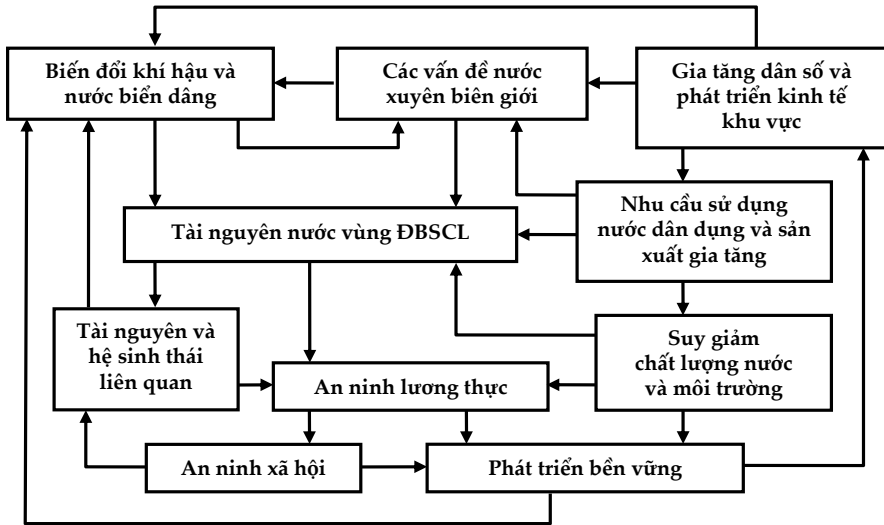 Biến đổi khí hậu và
nước biển dâng
Các vấn đề nước
xuyên biên giới
Gia tăng dân số và
phát triển kinh tế
khu vực
Nhu cầu sử dụng
nước dân dụng và sản
xuất gia tăng
Tài nguyên nước vùng ĐBSCL
Tài nguyên và
hệ sinh thái
liên quan
Suy giảm
chất lượng nước
và môi trường
An ninh lương thực
An ninh xã hội
Phát triển bền vững